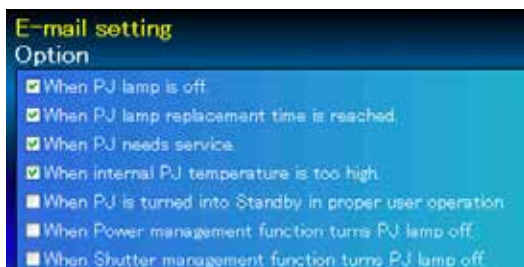 E-mail setting
Option
When PJ lamp is off.
When PJ lamp replacement time is reached.
When PJ needs service.
When internal PJ temperature is too high.
When PJ is turned into Standby in proper user operation.
When Power management function turns PJ lamp off.
When Shutter management function turns PJ lamp off.